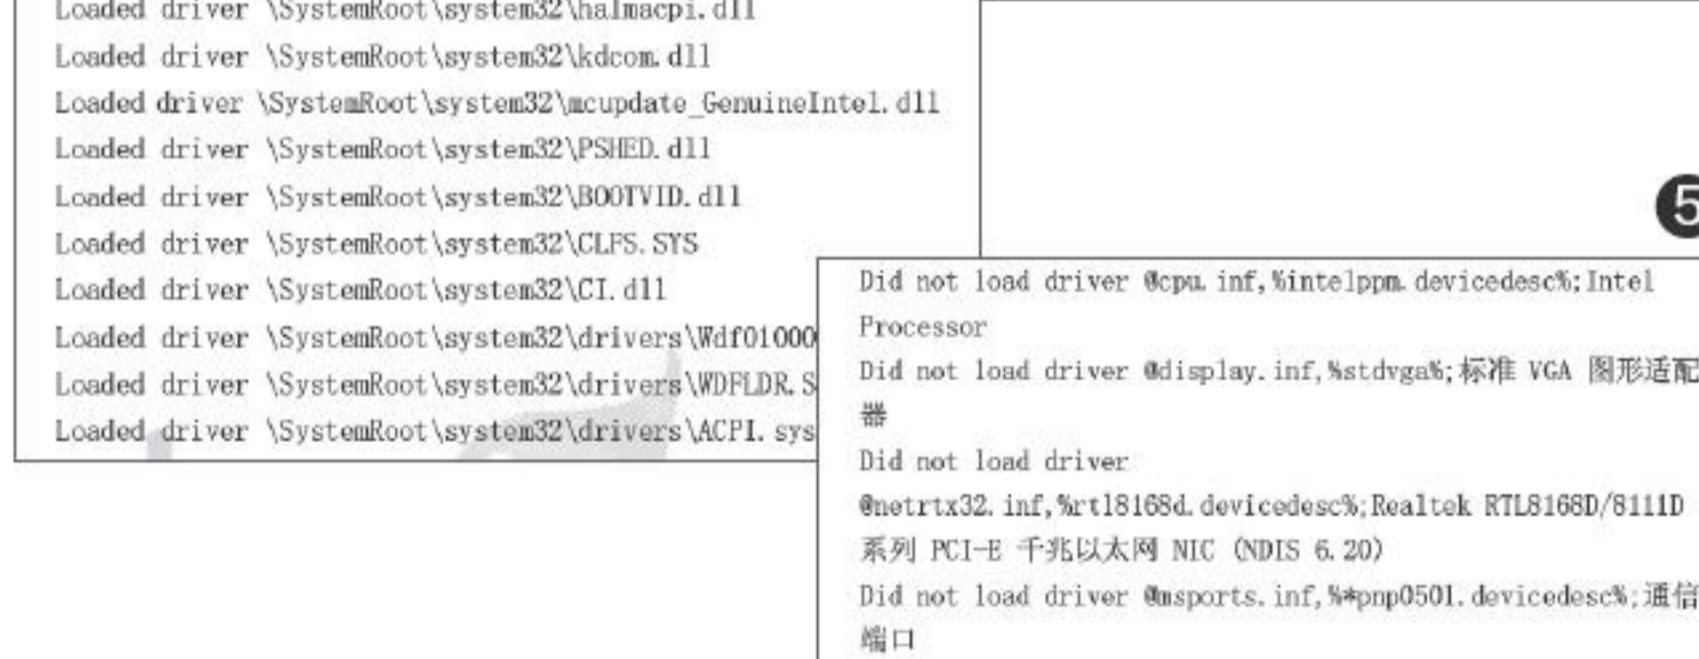 Loaded driver \SystemRoot\system32\halmacpi.dll
Loaded driver \SystemRoot\system32\kdcom.dll
Loaded driver \SystemRoot\system32\mcupdate_GenuineIntel.dll
Loaded driver \SystemRoot\system32\PSHED.dll
Loaded driver \SystemRoot\system32\BOOTVID.dll
Loaded driver \SystemRoot\system32\CLFS.SYS
Loaded driver \SystemRoot\system32\CI.dll
Loaded driver \SystemRoot\system32\drivers\Wdf01000
Loaded driver \SystemRoot\system32\drivers\WDFLDR.S
Loaded driver \SystemRoot\system32\drivers\ACPI.sys
5
Did not load driver @cpu.inf,%intelppm.devicedesc%;Intel
Processor
Did not load driver @display.inf,%stdvga%;标准 VGA 图形适配
器
Did not load driver
@netrtx32.inf,%rtl8168d.devicedesc%;Realtek RTL8168D/8111D
系列 PCI-E 千兆以太网 NIC (NDIS 6.20)
Did not load driver @msports.inf,%*pnp0501.devicedesc%;通信
端口